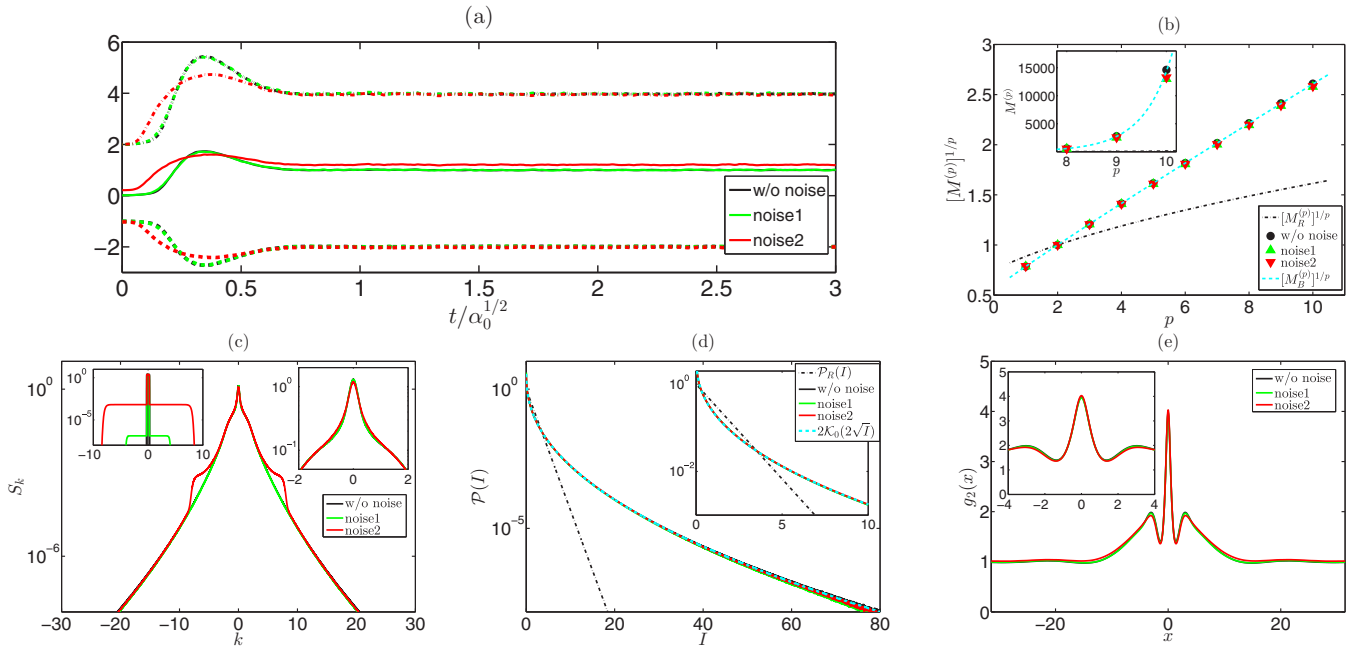 (a)
6
4
2
0
−2
0 0.5 1 1.5 2 2.5 3
t/α₀^{1/2}
w/o noise
noise1
noise2
(b)
3
2.5
2
1.5
1
0.5
[M^{(p)}]^{1/p}
0 2 4 6 8 10
p
15000
10000
5000
M^{(p)}
8 9 10
p
[M_R^{(p)}]^{1/p}
w/o noise
noise1
noise2
[M_B^{(p)}]^{1/p}
(c)
10^0
10^{−6}
S_k
−30 −20 −10 0 10 20 30
k
10^0
10^{−5}
−10 0 10
10^0
10^{−1}
−2 0 2
w/o noise
noise1
noise2
(d)
10^0
10^{−5}
P(I)
0 20 40 60 80
I
10^0
10^{−2}
0 5 10
P_R(I)
w/o noise
noise1
noise2
2K₀(2√I)
(e)
5
4
3
2
1
0
g₂(x)
−20 0 20
x
5
4
3
2
1
0
−4 −2 0 2 4
w/o noise
noise1
noise2